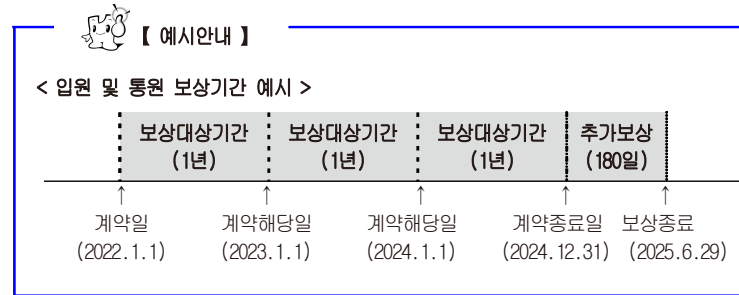 【 예시안내 】
< 입원 및 통원 보상기간 예시 >
보상대상기간 보상대상기간 보상대상기간 추가보상
(1년) (1년) (1년) (180일)
↑ ↑ ↑ ↑ ↑
계약일 계약해당일 계약해당일 계약종료일 보상종료
(2022.1.1) (2023.1.1) (2024.1.1) (2024.12.31) (2025.6.29)